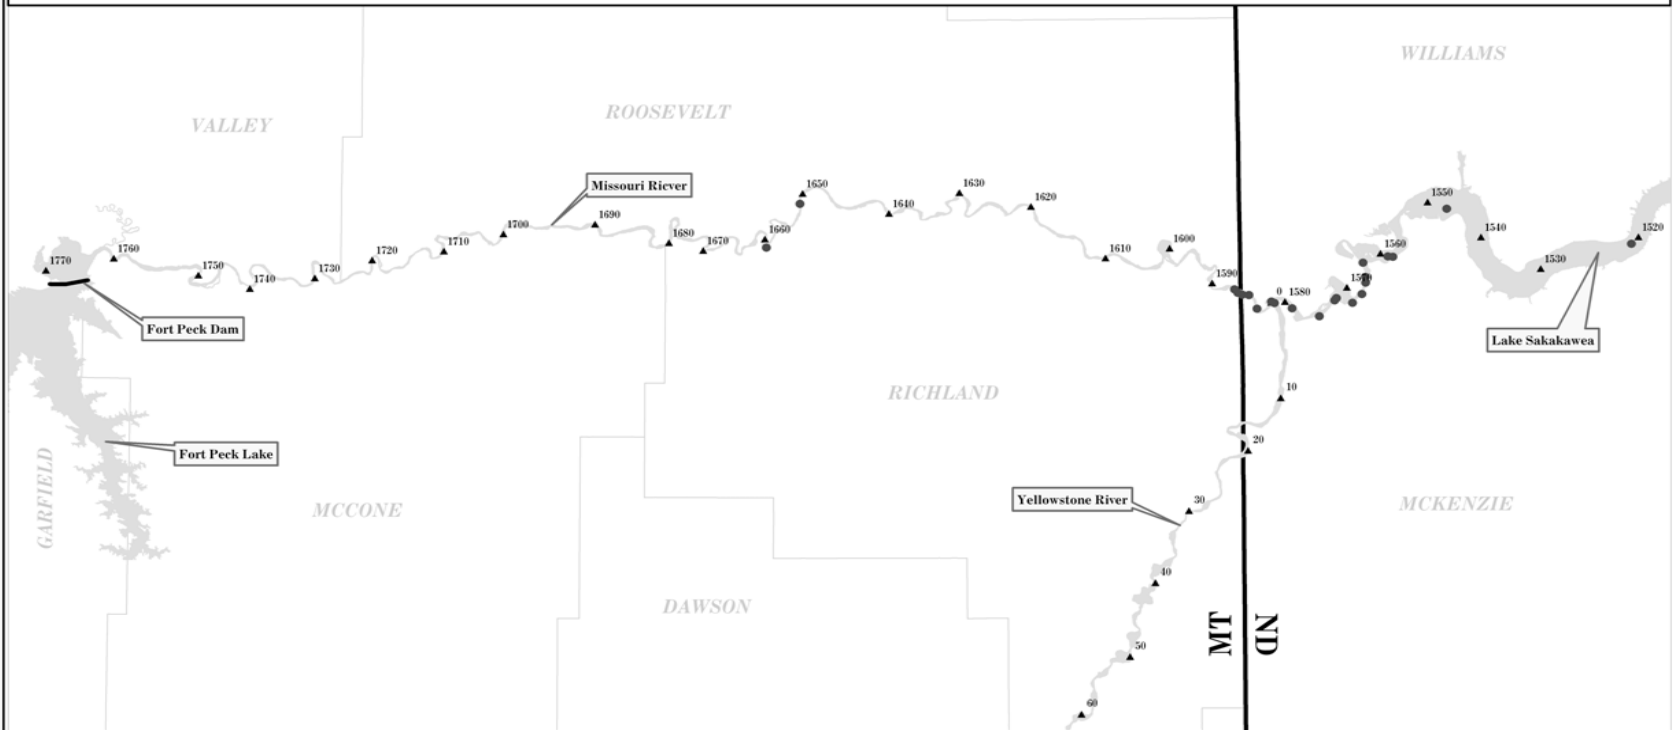 WILLIAMS
ROOSEVELT
VALLEY
Missouri Riever
1630
1650
1550
1620
1640
1690
1700
1540
1520
1680
1600
1710
1660
1560
1760
1720
1670
1610
1770
1750
1530
1590
1730
1740
1570
0
1580
Fort Peck Dam
Lake Sakakawea
10
RICHLAND
20
Fort Peck Lake
GARFIELD
Yellowstone River
30
MCCONE
MCKENZIE
40
DAWSON
MT
ND
50
60